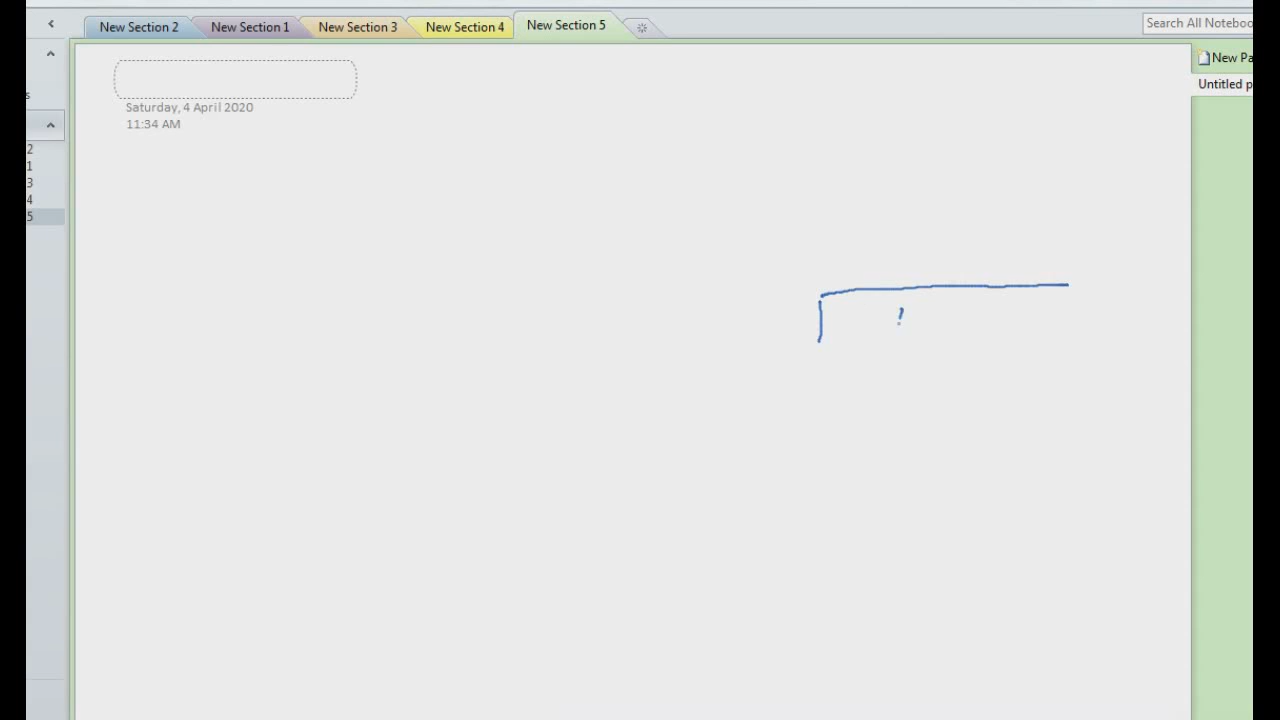 New Section 2 New Section 1 New Section 3 New Section 4 New Section 5
Search All Notebo
New Pa
Untitled p
Saturday, 4 April 2020
11:34 AM
s
2
1
3
4
5
!